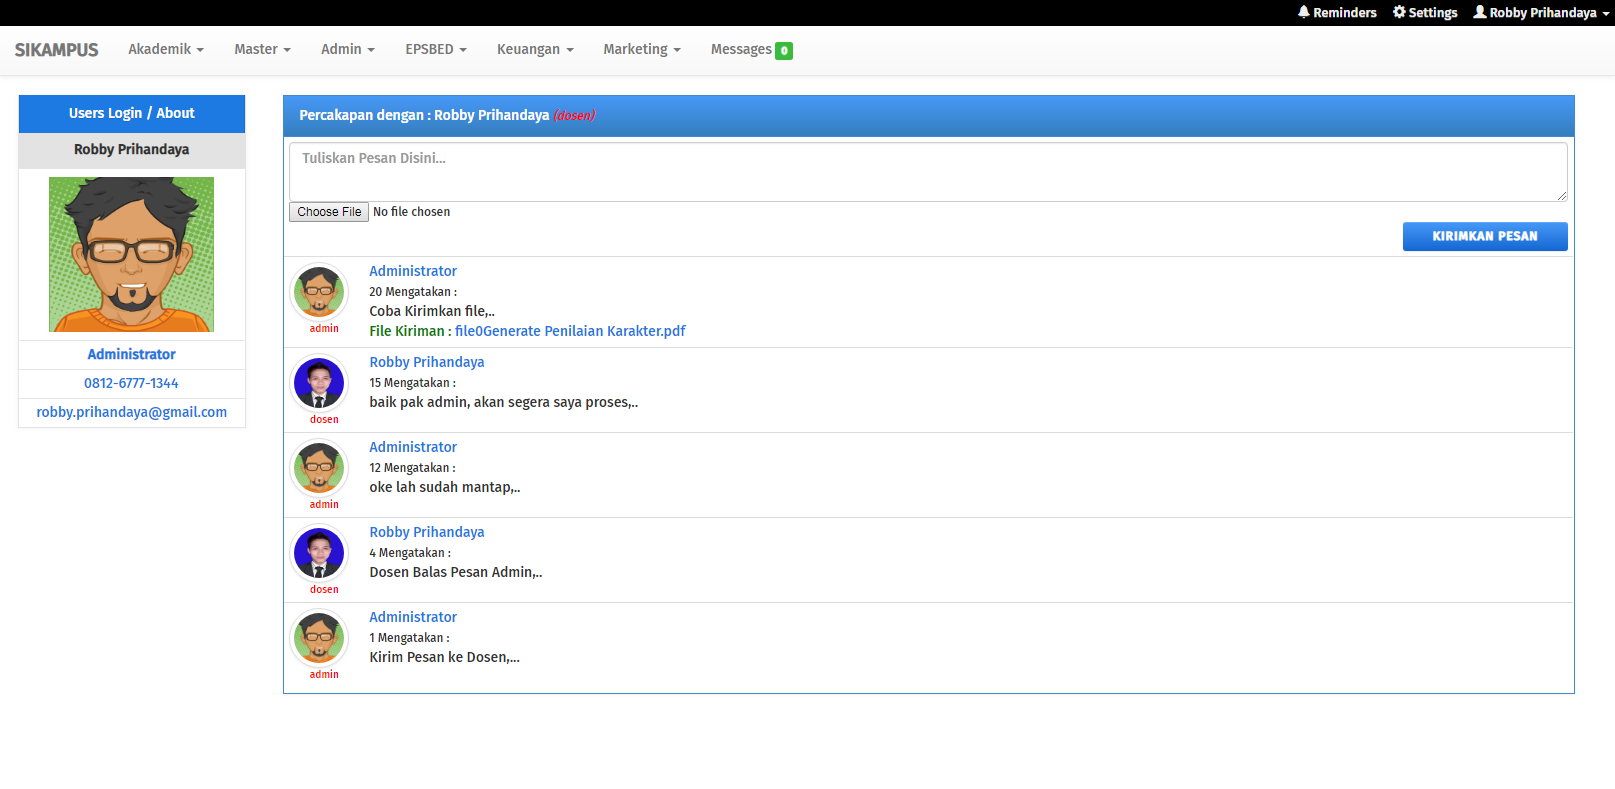 Reminders Settings Robby Prihandaya
SIKAMPUS Akademik Master Admin EPSBED Keuangan Marketing Messages 0
Users Login / About
Robby Prihandaya
Administrator
0812-6777-1344
robby.prihandaya@gmail.com
Percakapan dengan : Robby Prihandaya (dosen)
Tuliskan Pesan Disini...
Choose File No file chosen
KIRIMKAN PESAN
Administrator
20 Mengatakan :
Coba Kirimkan file,..
File Kiriman : file0Generate Penilaian Karakter.pdf
admin
Robby Prihandaya
15 Mengatakan :
baik pak admin, akan segera saya proses,..
dosen
Administrator
12 Mengatakan :
oke lah sudah mantap,..
admin
Robby Prihandaya
4 Mengatakan :
Dosen Balas Pesan Admin,..
dosen
Administrator
1 Mengatakan :
Kirim Pesan ke Dosen,...
admin